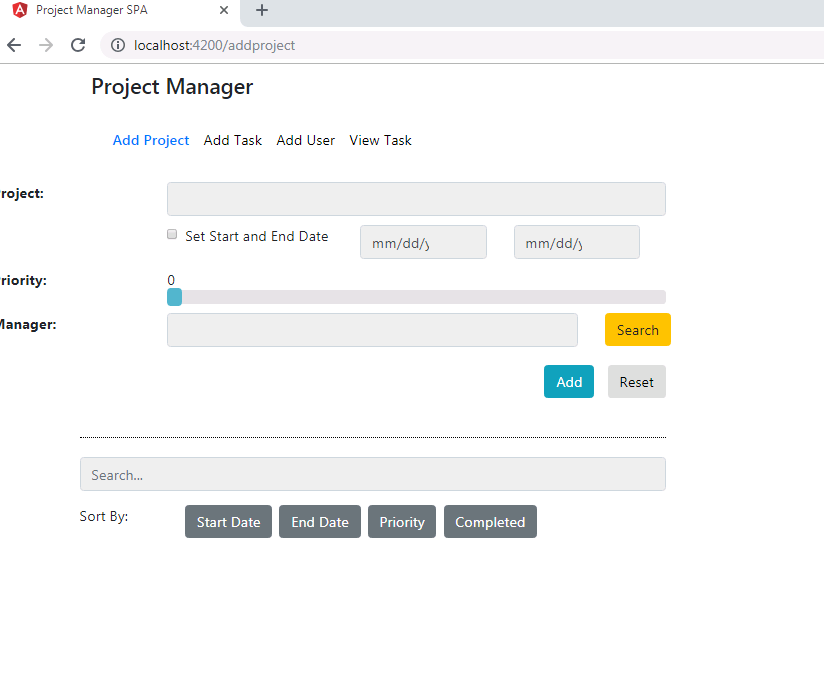 Project Manager SPA
localhost:4200/addproject
Project Manager
Add Project Add Task Add User View Task
roject:
Set Start and End Date mm/dd/y mm/dd/y
riority: 0
Manager: Search
Add Reset
Search...
Sort By: Start Date End Date Priority Completed